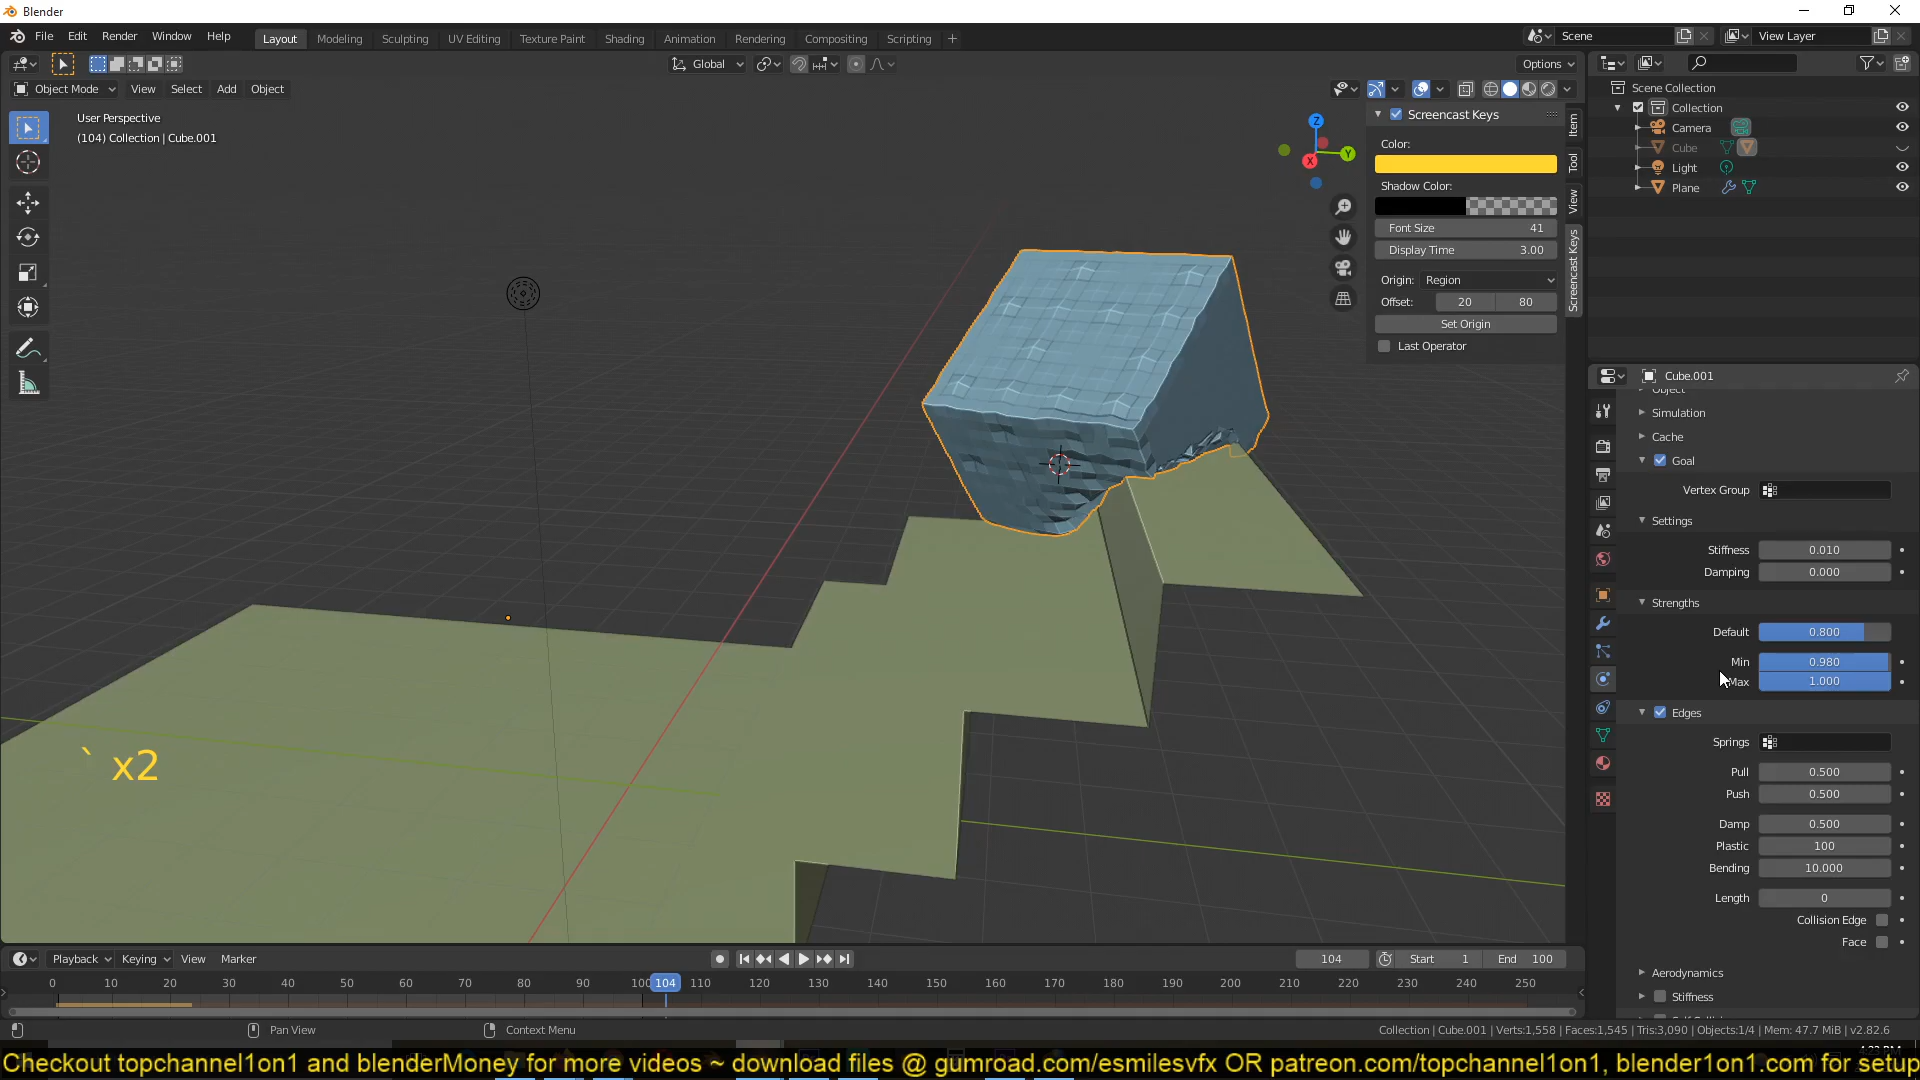 Blender
File Edit Render Window Help Layout Modeling Sculpting UV Editing Texture Paint Shading Animation Rendering Compositing Scripting + Scene View Layer
Global Options
Object Mode View Select Add Object
User Perspective
(104) Collection | Cube.001
Z
Y
X
Screencast Keys
Color:
Shadow Color:
Font Size 41
Display Time 3.00
Origin: Region
Offset: 20 80
Set Origin
Last Operator
Item
Tool
View
Screencast Keys
Scene Collection
Collection
Camera
Cube
Light
Plane
Cube.001
Object
Simulation
Cache
Goal
Vertex Group
Settings
Stiffness 0.010
Damping 0.000
Strengths
Default 0.800
Min 0.980
Max 1.000
Edges
Springs
Pull 0.500
Push 0.500
Damp 0.500
Plastic 100
Bending 10.000
Length 0
Collision Edge
Face
Aerodynamics
Stiffness
` x2
Playback Keying View Marker 104 Start 1 End 100
0 10 20 30 40 50 60 70 80 90 100 104 110 120 130 140 150 160 170 180 190 200 210 220 230 240 250
Pan View Context Menu Collection | Cube.001 | Verts:1,558 | Faces:1,545 | Tris:3,090 | Objects:1/4 | Mem: 47.7 MiB | v2.82.6
Checkout topchannel1on1 and blenderMoney for more videos ~ download files @ gumroad.com/esmilesvfx OR patreon.com/topchannel1on1, blender1on1.com for setup